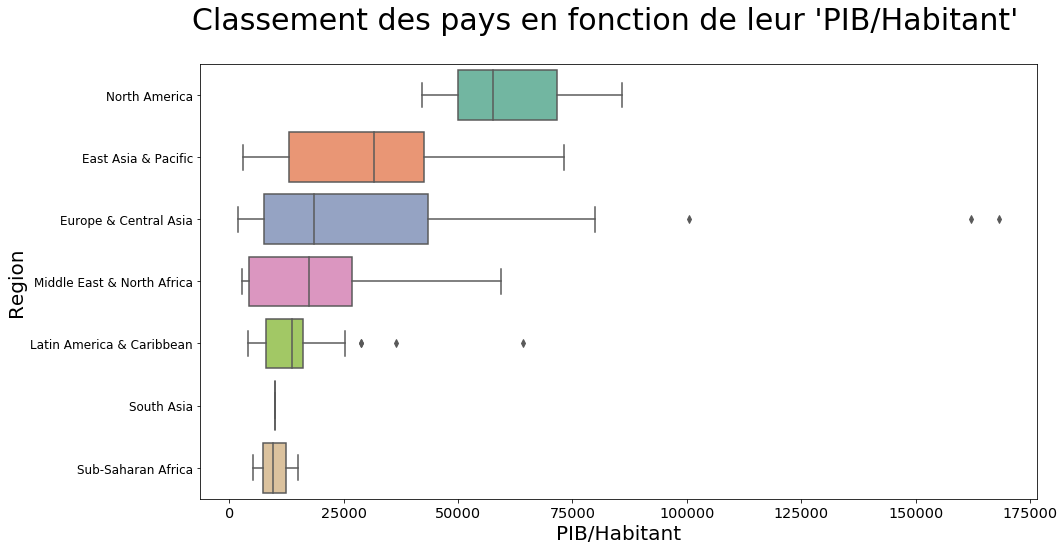 Classement des pays en fonction de leur 'PIB/Habitant'
North America
East Asia & Pacific
Europe & Central Asia
Middle East & North Africa
Latin America & Caribbean
South Asia
Sub-Saharan Africa
Region
0 25000 50000 75000 100000 125000 150000 175000
PIB/Habitant